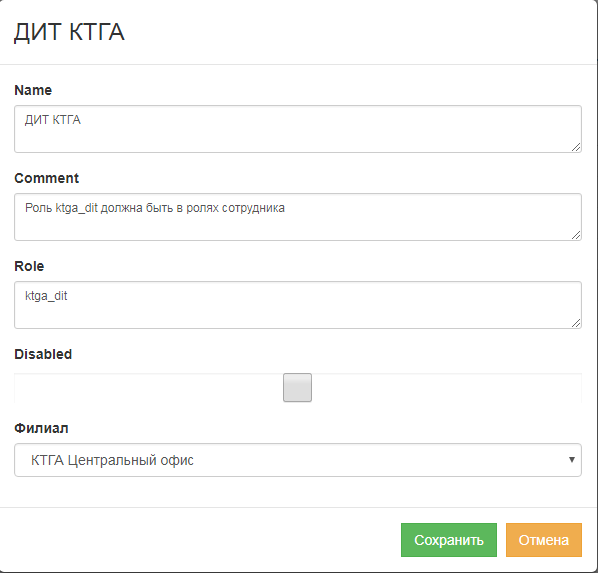 ДИТ КТГА
Name
ДИТ КТГА
Comment
Роль ktga_dit должна быть в ролях сотрудника
Role
ktga_dit
Disabled
Филиал
КТГА Центральный офис
Сохранить Отмена